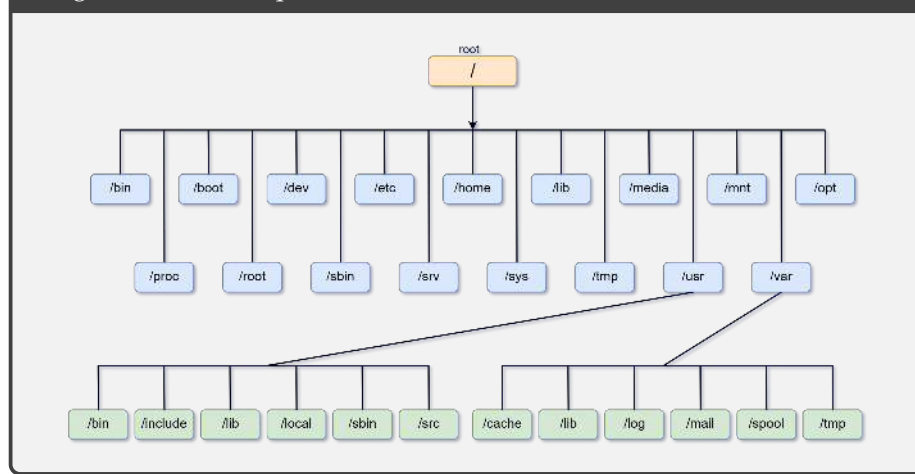 root
/
/bin /boot /dev /etc /home /lib /media /mnt /opt
/proc /root /sbin /srv /sys /tmp /usr /var
/bin /include /lib /local /sbin /src /cache /lib /log /mail /spool /tmp